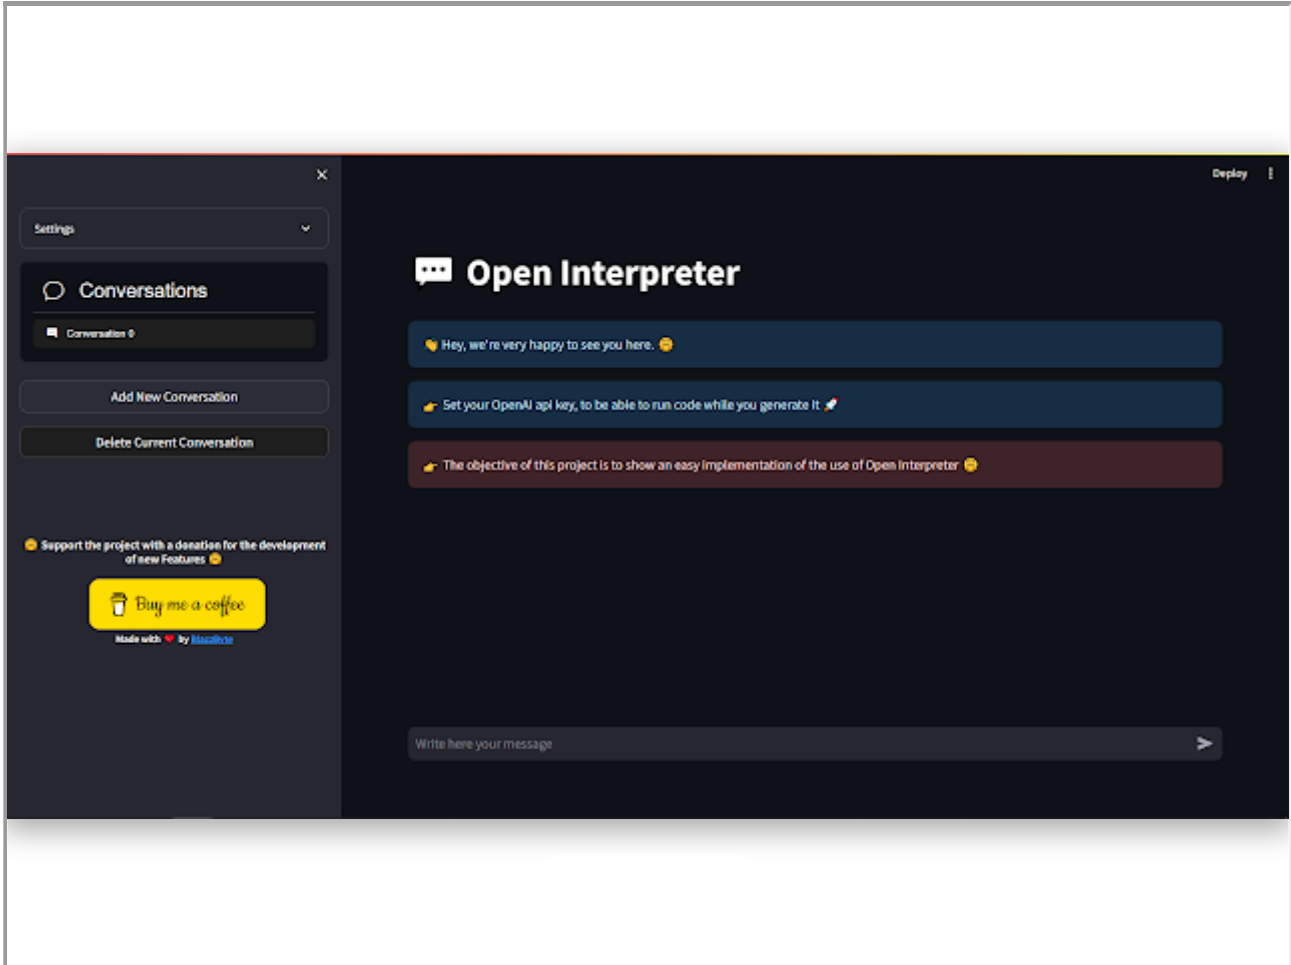 Deploy
Settings
Conversations
Conversation 0
Add New Conversation
Delete Current Conversation
Support the project with a donation for the development
of new Features
Buy me a coffee
Made with by
Open Interpreter
Hey, we're very happy to see you here.
Set your OpenAI api key, to be able to run code while you generate it
The objective of this project is to show an easy implementation of the use of Open Interpreter
Write here your message